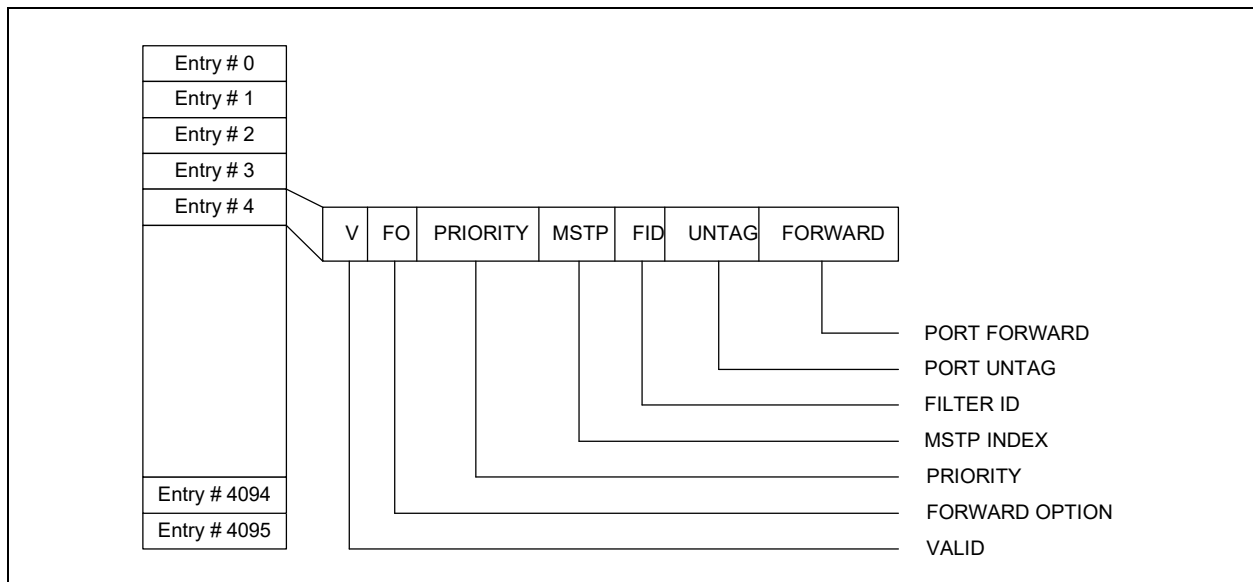 Entry # 0
Entry # 1
Entry # 2
Entry # 3
Entry # 4
V FO PRIORITY MSTP FID UNTAG FORWARD
PORT FORWARD
PORT UNTAG
FILTER ID
MSTP INDEX
PRIORITY
FORWARD OPTION
VALID
Entry # 4094
Entry # 4095